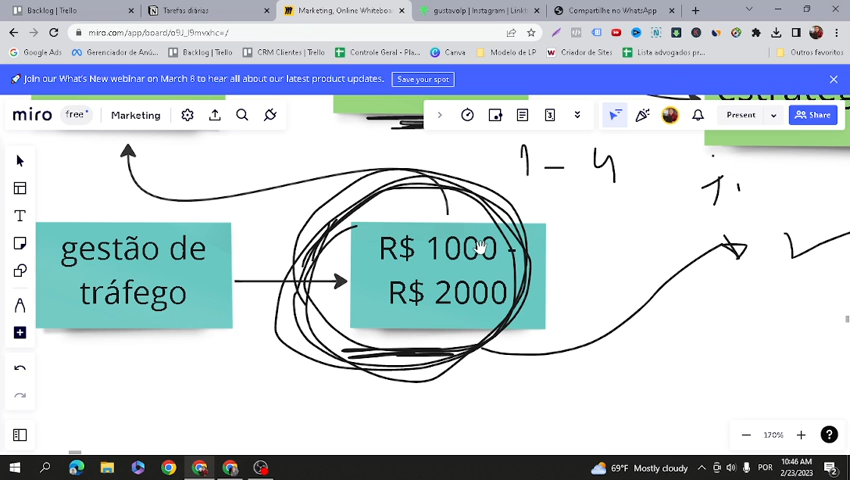 Backlog | Trello
Tarefas diárias
Marketing, Online Whiteboa
gustavolp | Instagram | Linkt
Compartilhe no WhatsApp
miro.com/app/board/o9J_l9mvxhc=/
Google Ads
Gerenciador de Anúnc
Backlog | Trello
CRM Clientes | Trello
Controle Geral - Pla...
Modelo de LP
Criador de Sites
Lista advogados pr...
Outros favoritos
Join our What's New webinar on March 8 to hear all about our latest product updates.
Save your spot
miro
free
Marketing
Present
Share
1 - 4
gestão de
tráfego
R$ 1000 -
R$ 2000
170%
69°F Mostly cloudy
POR
10:46 AM
2/23/2023